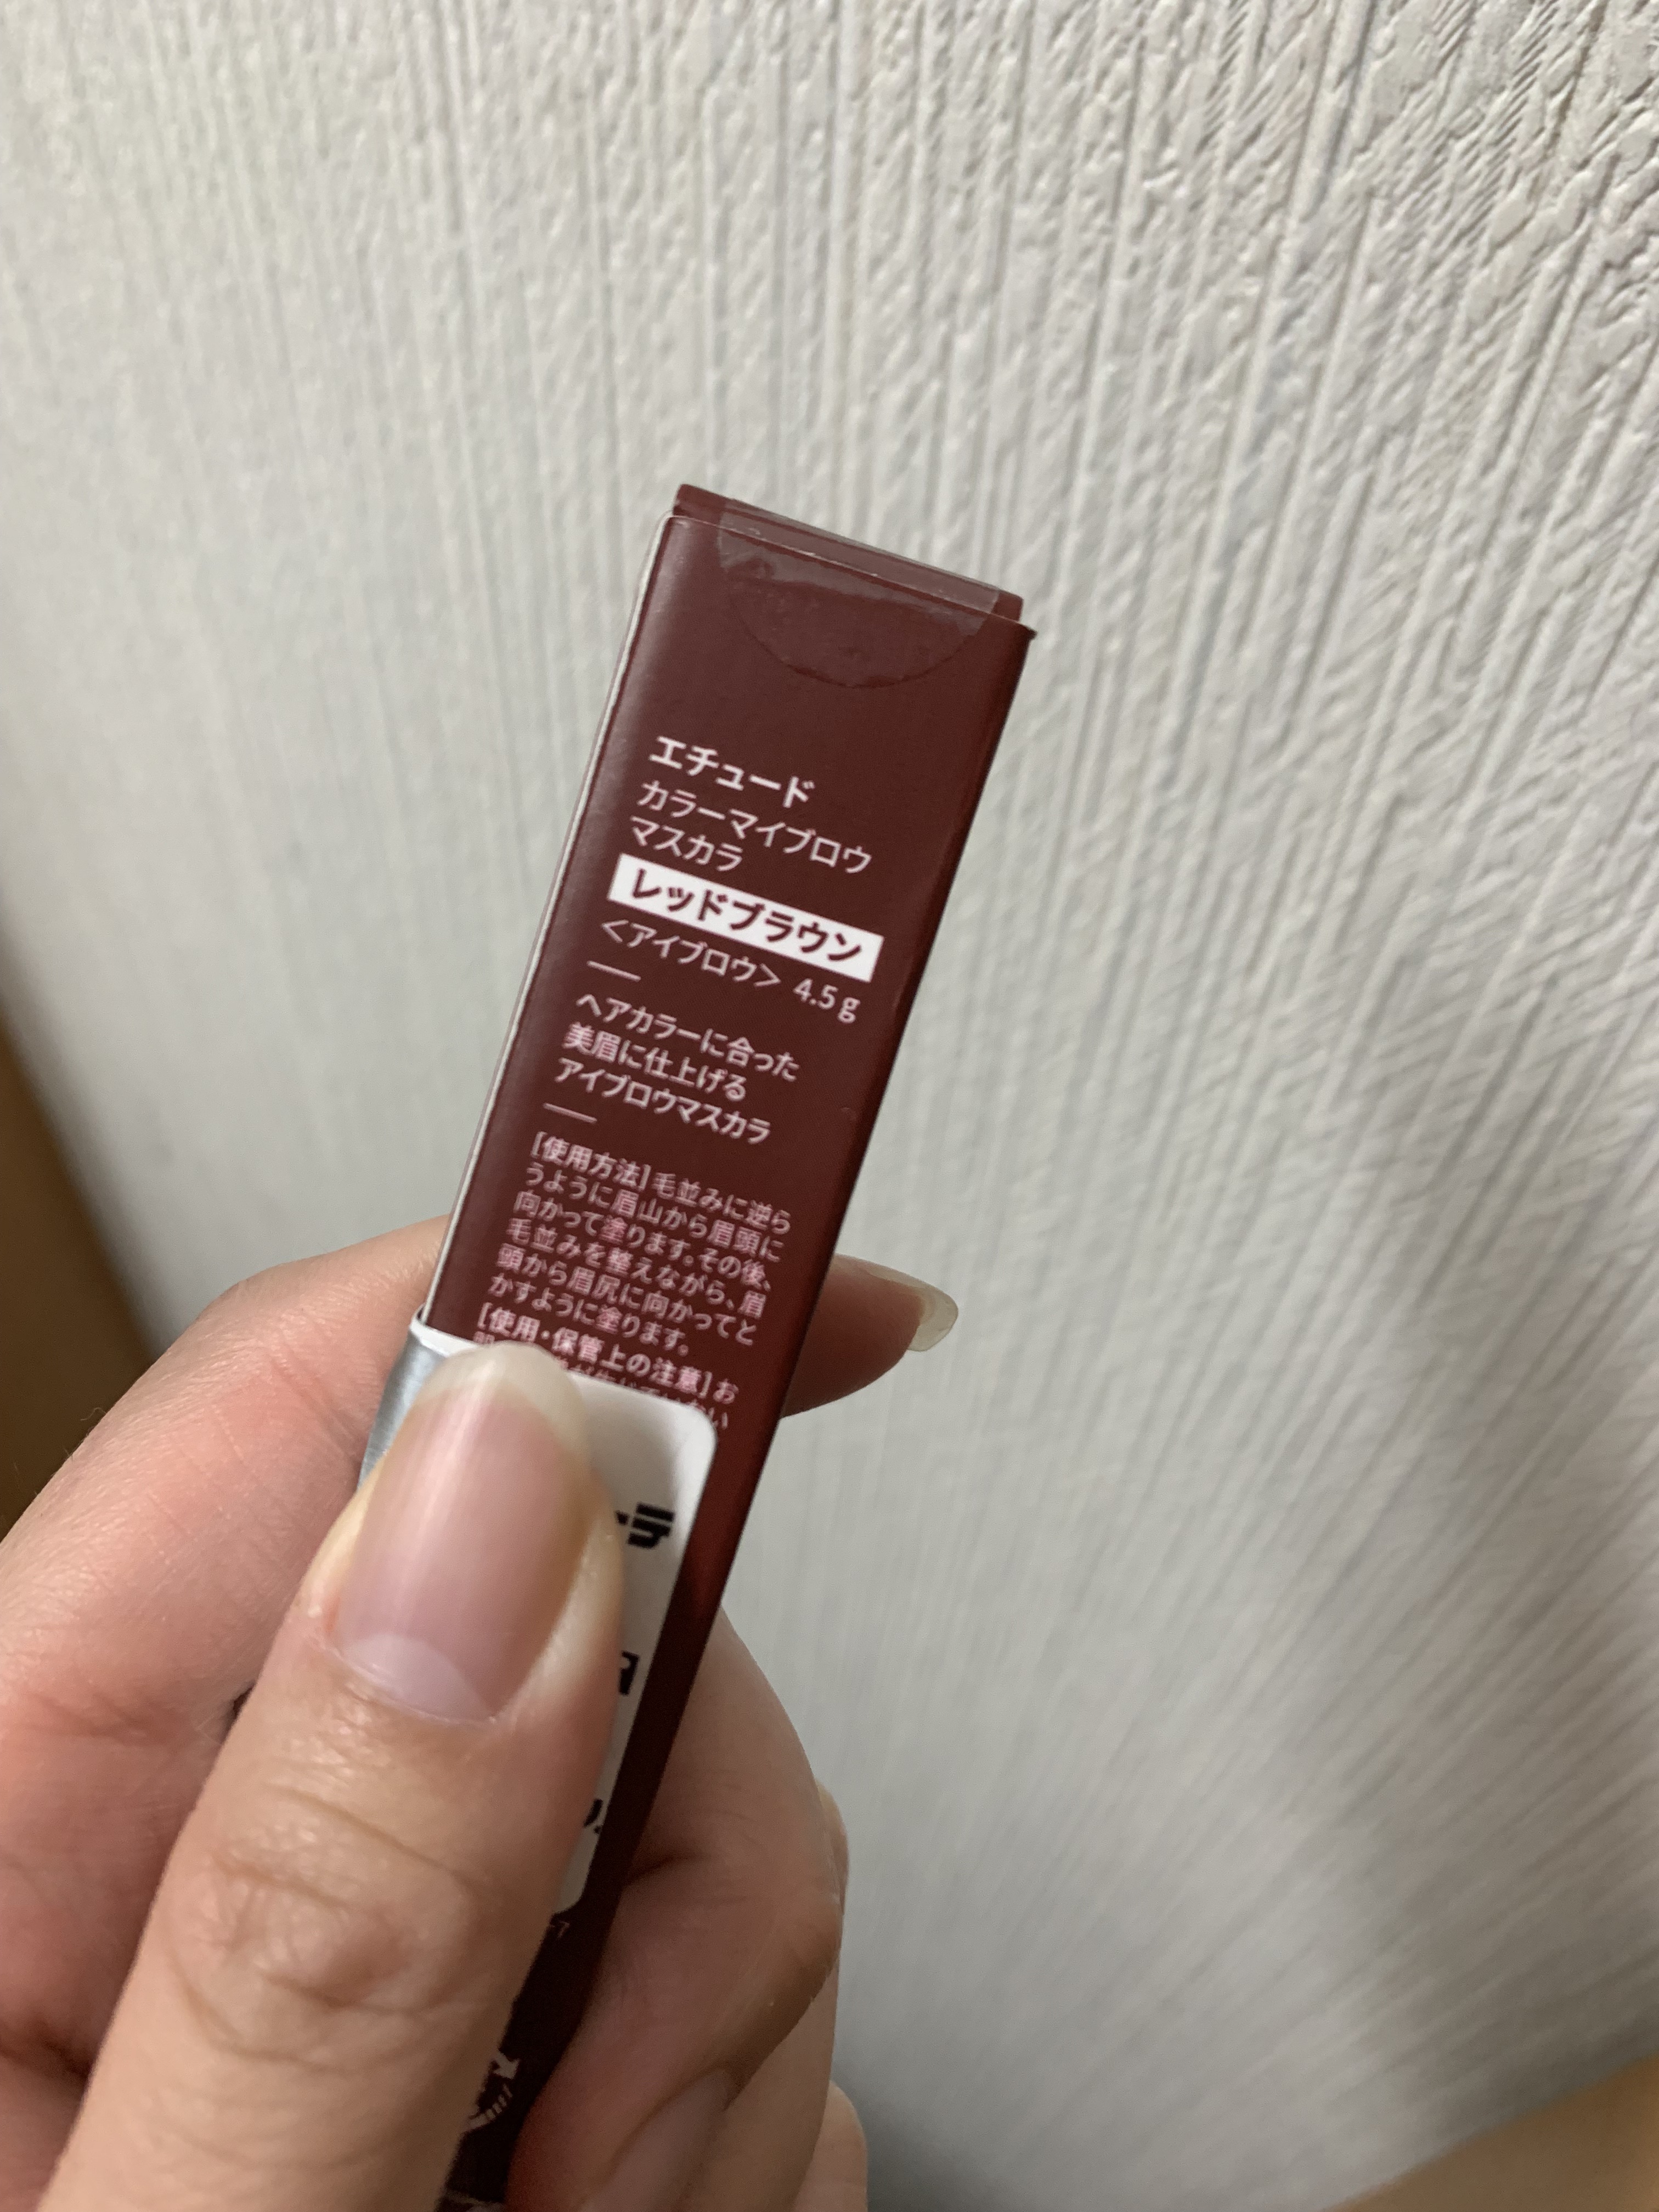 エチュード
カラーマイブロウ
マスカラ
レッドブラウン
<アイブロウ> 4.5g
ヘアカラーに合った
美眉に仕上げる
アイブロウマスカラ
[使用方法]毛並みに逆ら
うように眉山から眉頭に
向かって塗ります。その後、
毛並みを整えながら、眉
頭から眉尻に向かってと
かすように塗ります。
[使用・保管上の注意]お